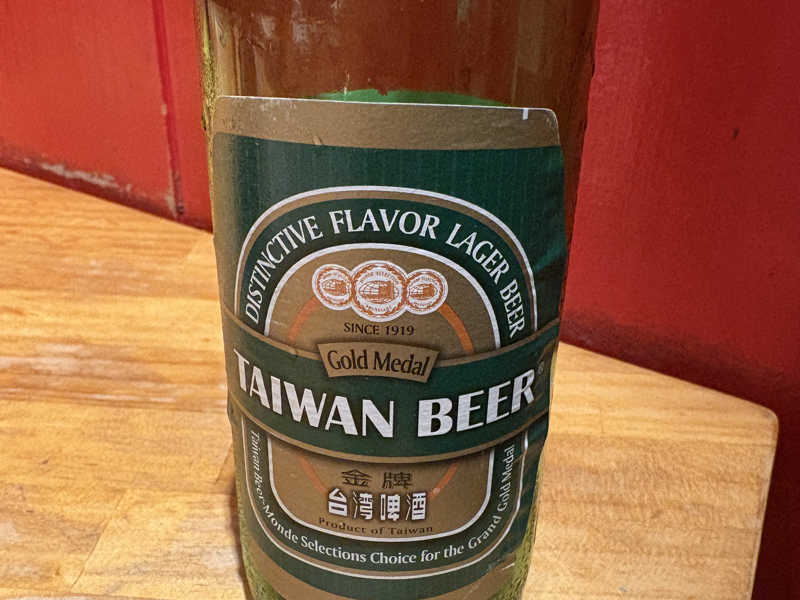 DISTINCTIVE FLAVOR LAGER BEER
SINCE 1919
Gold Medal
TAIWAN BEER®
金牌
台湾啤酒
Product of Taiwan
Taiwan Beer-Monde Selections Choice for the Grand Gold Medal